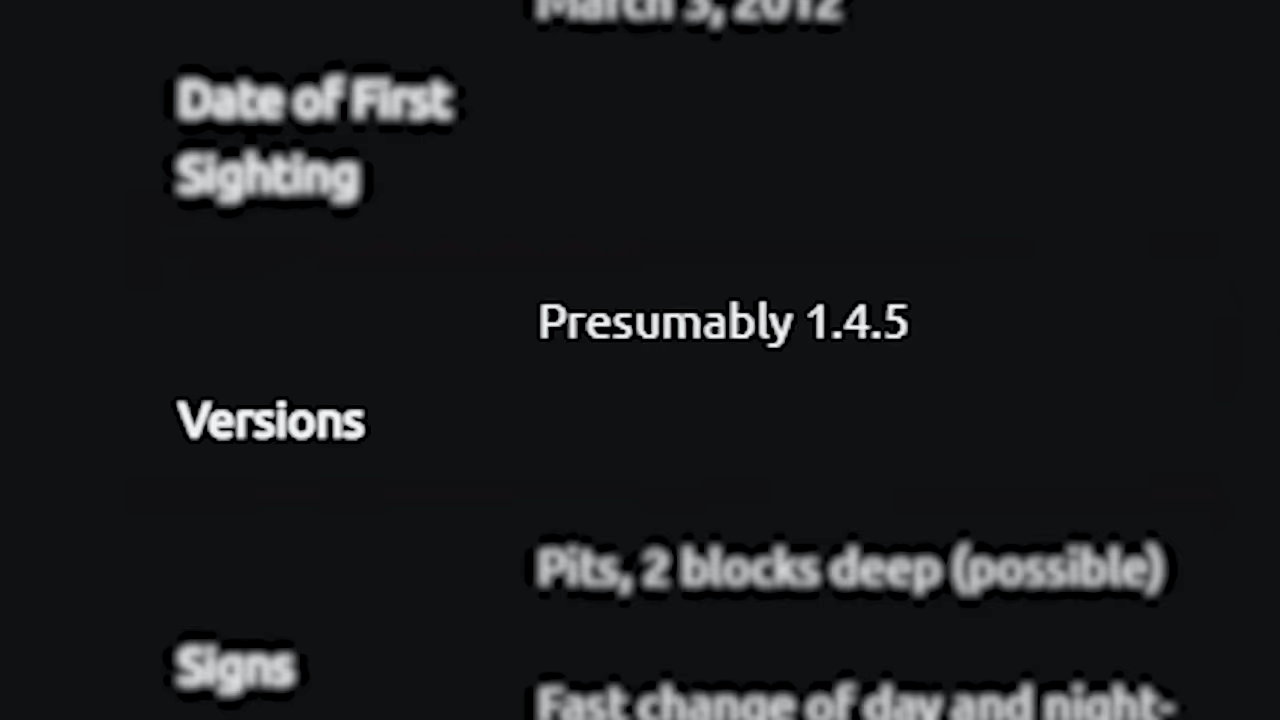 March 3, 2012
Date of First
Sighting
Presumably 1.4.5
Versions
Pits, 2 blocks deep (possible)
Signs
Fast change of day and night-